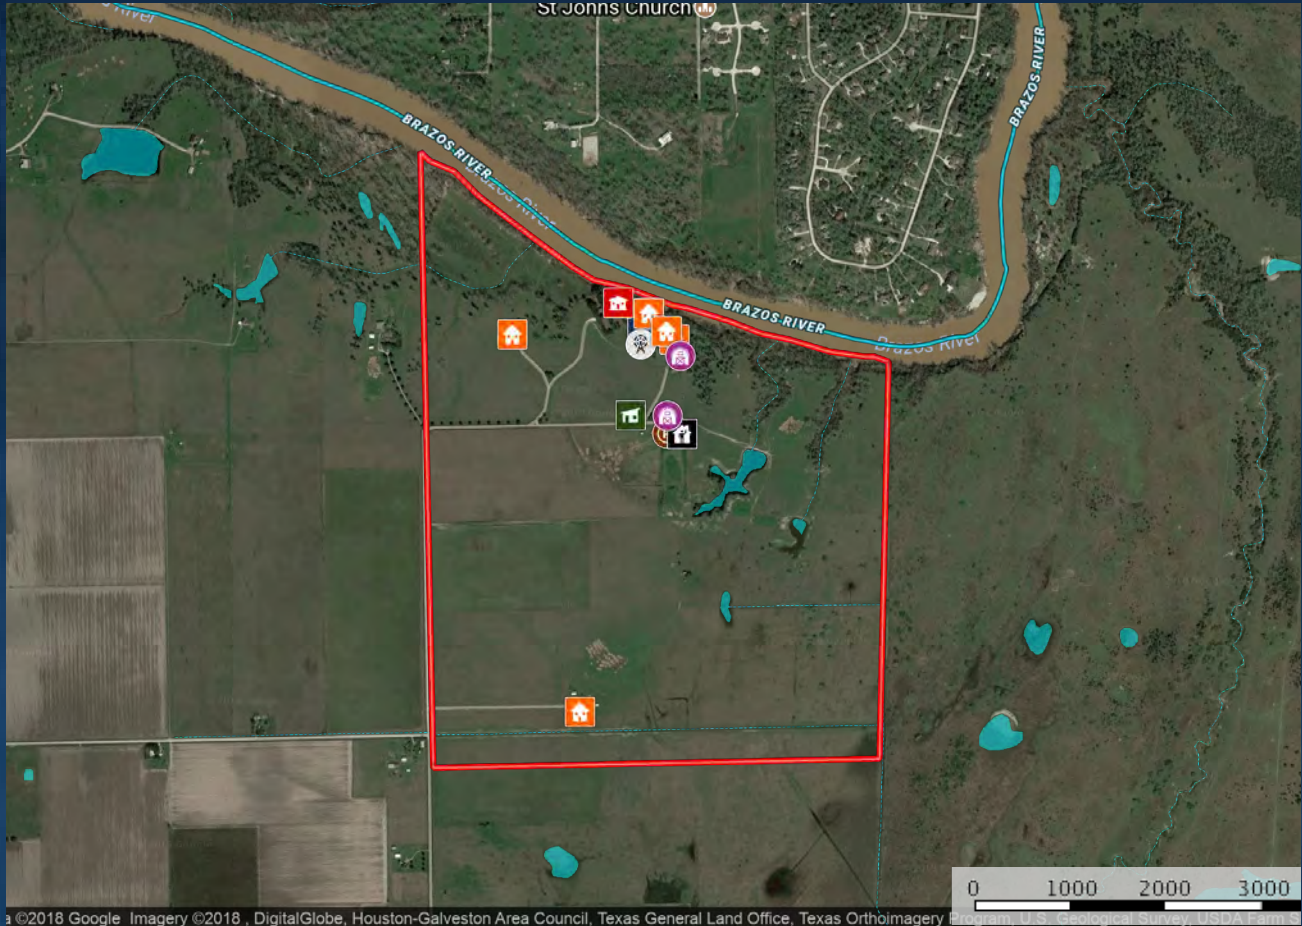 St Johns Church
River
BRAZOS RIVER
BRAZOS RIVER
Brazos River
BRAZOS RIVER
Brazos River
0 1000 2000 3000
©2018 Google Imagery ©2018 , DigitalGlobe, Houston-Galveston Area Council, Texas General Land Office, Texas Orthoimagery Program, U.S. Geological Survey, USDA Farm S